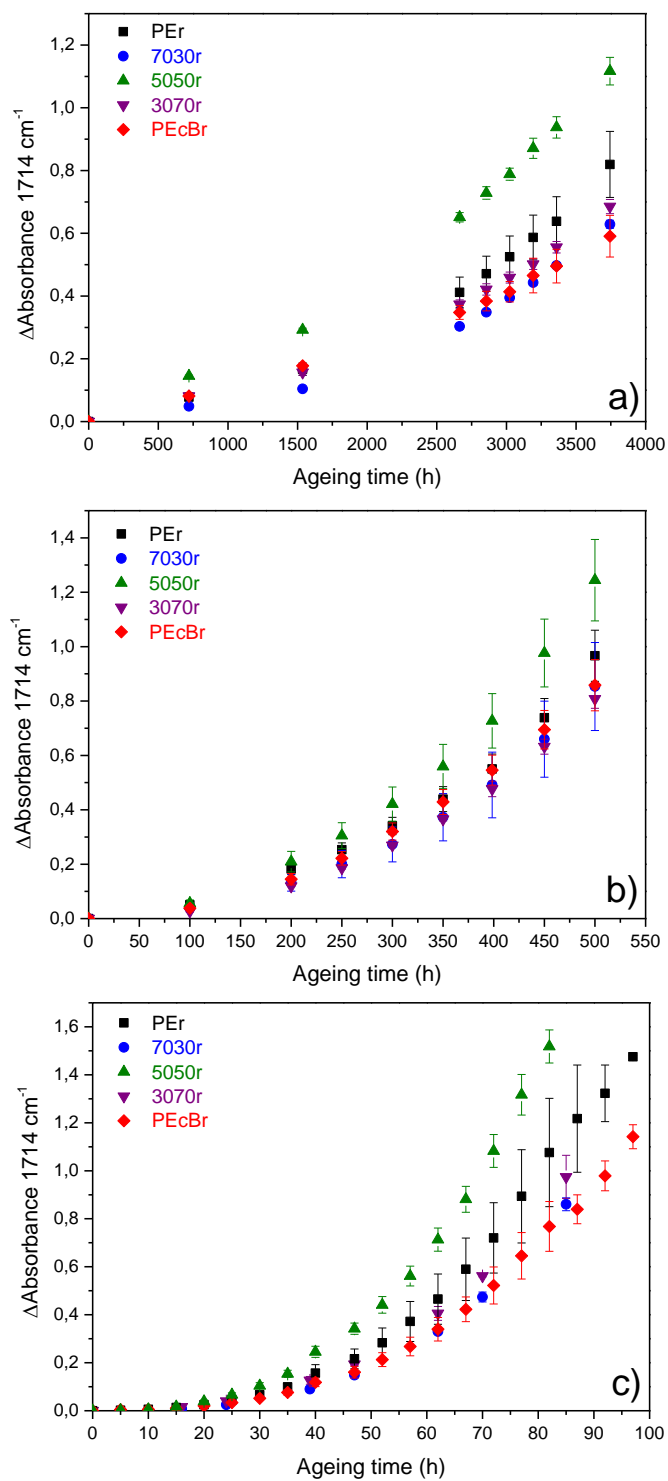 1,2
1,0
0,8
0,6
0,4
0,2
0,0
ΔAbsorbance 1714 cm⁻¹
PEr
7030r
5050r
3070r
PEcBr
a)
0 500 1000 1500 2000 2500 3000 3500 4000
Ageing time (h)
1,4
1,2
1,0
0,8
0,6
0,4
0,2
0,0
ΔAbsorbance 1714 cm⁻¹
PEr
7030r
5050r
3070r
PEcBr
b)
0 50 100 150 200 250 300 350 400 450 500 550
Ageing time (h)
1,6
1,4
1,2
1,0
0,8
0,6
0,4
0,2
0,0
ΔAbsorbance 1714 cm⁻¹
PEr
7030r
5050r
3070r
PEcBr
c)
0 10 20 30 40 50 60 70 80 90 100
Ageing time (h)